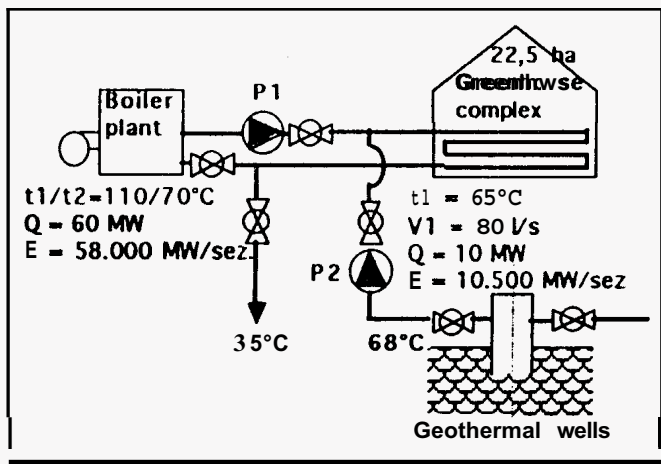 22,5 ha
Greenhowse
complex
Boiler
plant
P1
t1/t2=110/70°C
Q = 60 MW
E = 58.000 MW/sez.
t1 = 65°C
V1 = 80 l/s
Q = 10 MW
E = 10.500 MW/sez
P2
35°C
68°C
Geothermal wells